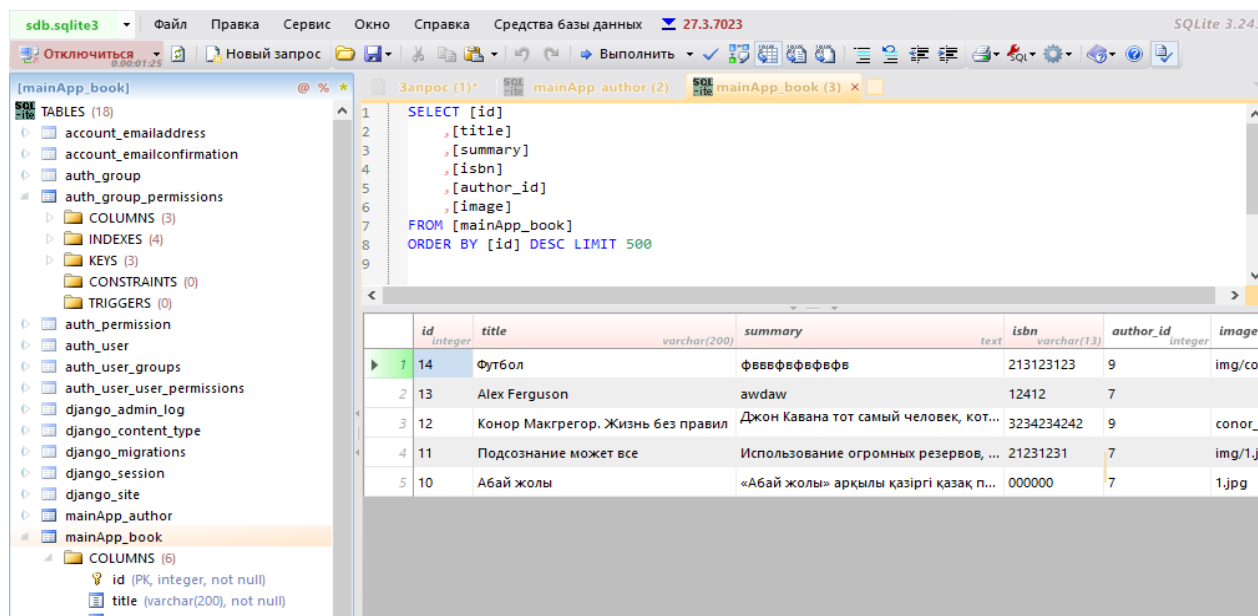 sdb.sqlite3 Файл Правка Сервис Окно Справка Средства базы данных 27.3.7023 SQLite 3.24.
Отключиться 0.00:01:25 Новый запрос Выполнить SQL
[mainApp_book] @ % *
Запрос (1)* mainApp_author (2) mainApp_book (3) ×
TABLES (18)
account_emailaddress
account_emailconfirmation
auth_group
auth_group_permissions
COLUMNS (3)
INDEXES (4)
KEYS (3)
CONSTRAINTS (0)
TRIGGERS (0)
auth_permission
auth_user
auth_user_groups
auth_user_user_permissions
django_admin_log
django_content_type
django_migrations
django_session
django_site
mainApp_author
mainApp_book
COLUMNS (6)
id (PK, integer, not null)
title (varchar(200), not null)
1 SELECT [id]
2 ,[title]
3 ,[summary]
4 ,[isbn]
5 ,[author_id]
6 ,[image]
7 FROM [mainApp_book]
8 ORDER BY [id] DESC LIMIT 500
9
id integer title varchar(200) summary text isbn varchar(13) author_id integer image
1 14 Футбол фвввфвфвфвфв 213123123 9 img/co
2 13 Alex Ferguson awdaw 12412 7
3 12 Конор Макгрегор. Жизнь без правил Джон Кавана тот самый человек, кот... 3234234242 9 conor_
4 11 Подсознание может все Использование огромных резервов, ... 21231231 7 img/1.j
5 10 Абай жолы «Абай жолы» арқылы қазіргі қазақ п... 000000 7 1.jpg